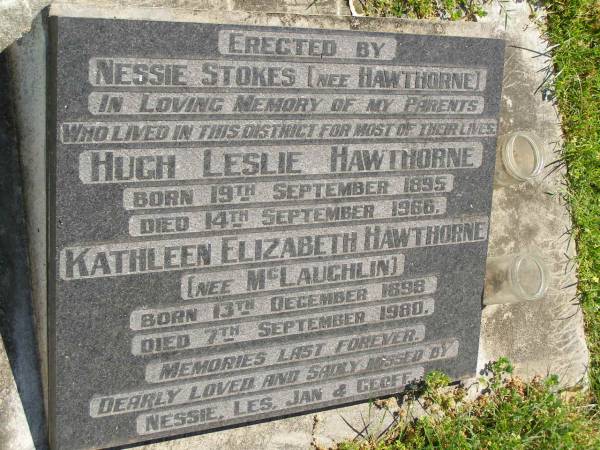 ERECTED BY
NESSIE STOKES (NEE HAWTHORNE)
IN LOVING MEMORY OF MY PARENTS
WHO LIVED IN THIS DISTRICT FOR MOST OF THEIR LIVES.
HUGH LESLIE HAWTHORNE
BORN 19TH SEPTEMBER 1895
DIED 14TH SEPTEMBER 1966.
KATHLEEN ELIZABETH HAWTHORNE
(NEE MCLAUGHLIN)
BORN 13TH DECEMBER 1898
DIED 7TH SEPTEMBER 1980.
MEMORIES LAST FOREVER.
DEARLY LOVED AND SADLY MISSED BY
NESSIE, LES, JAN & GEOFF.